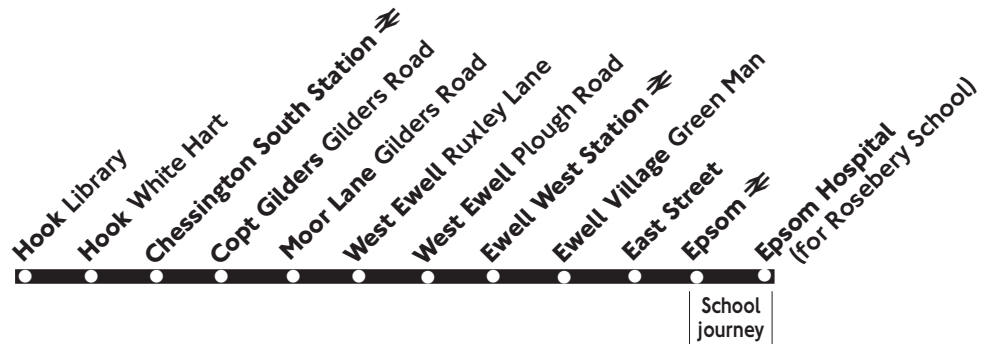 Hook Library
Hook White Hart
Chessington South Station
Copt Gilders Gilders Road
Moor Lane Gilders Road
West Ewell Ruxley Lane
West Ewell Plough Road
Ewell West Station
Ewell Village Green Man
East Street
Epsom
Epsom Hospital
(for Rosebery School)
School
journey